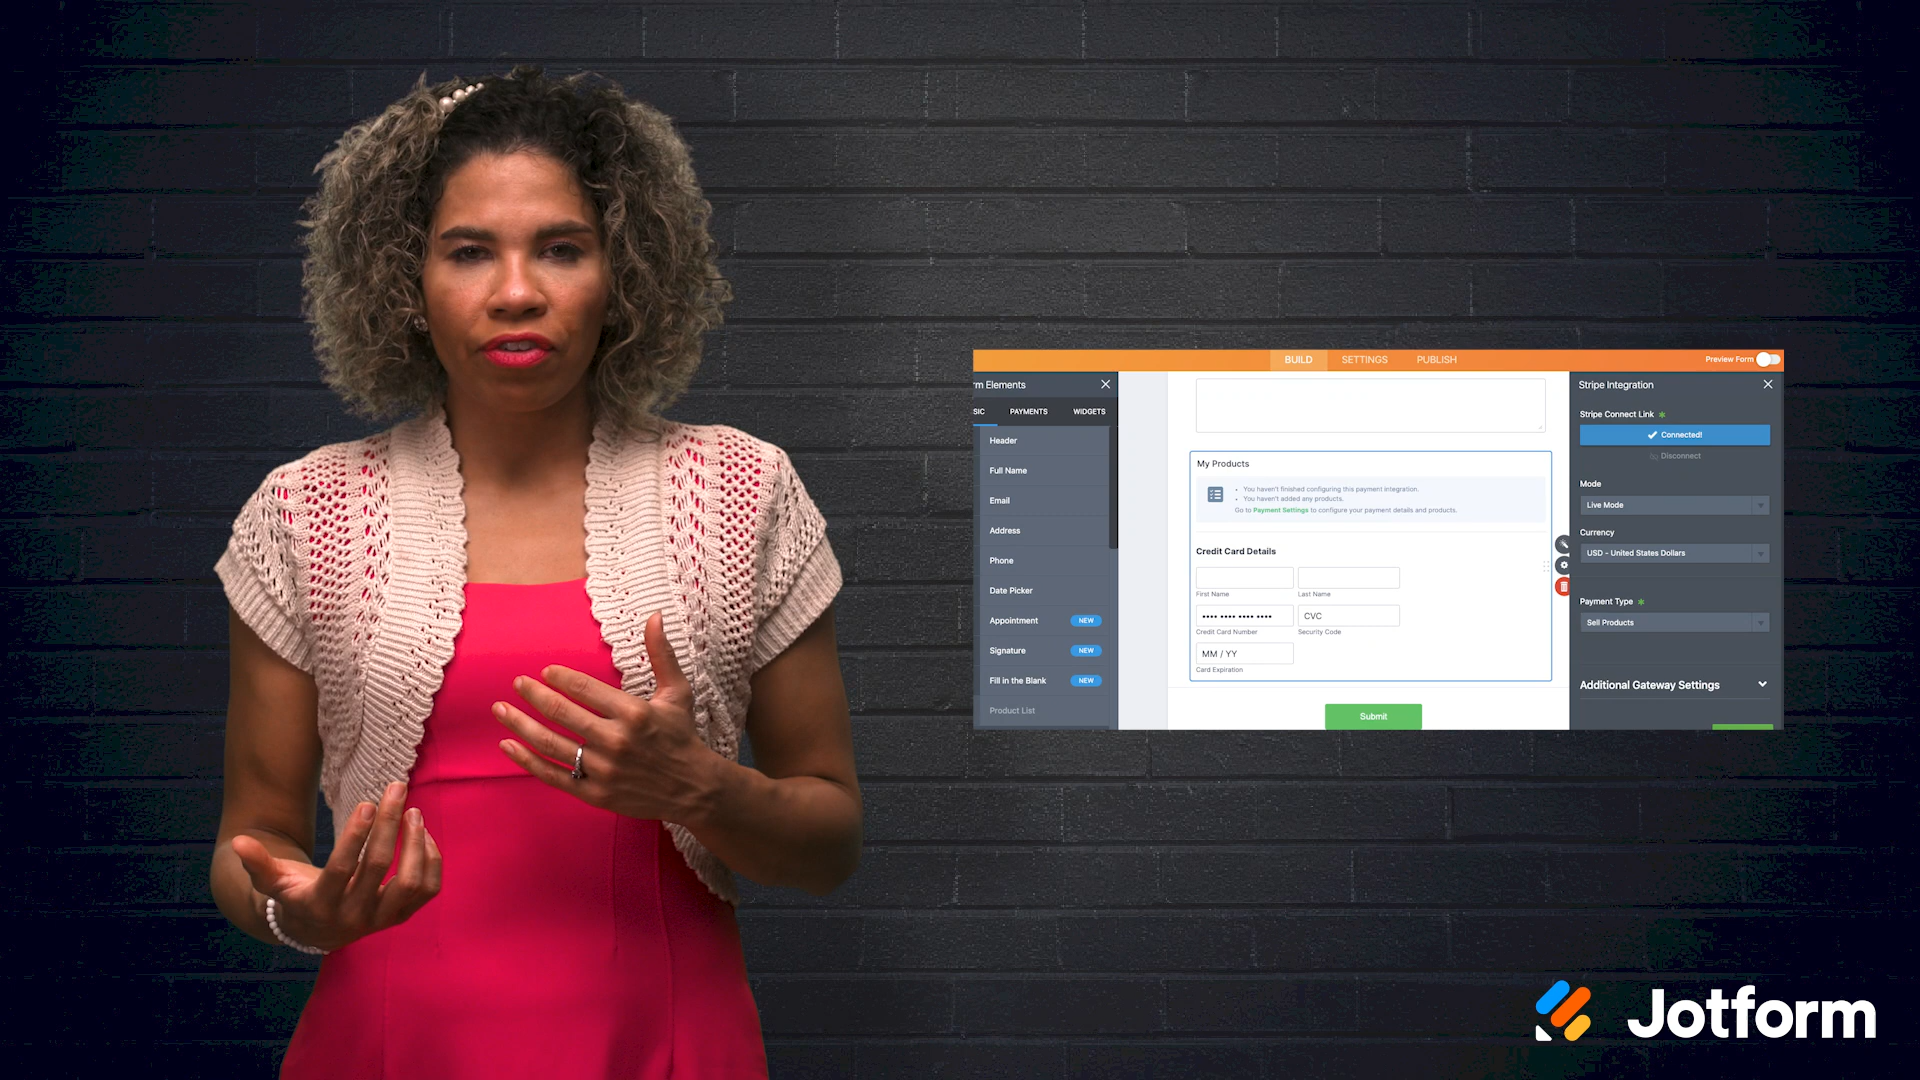 BUILD
SETTINGS
PUBLISH
Preview Form
rm Elements
SIC
PAYMENTS
WIDGETS
Header
Full Name
Email
Address
Phone
Date Picker
Appointment NEW
Signature NEW
Fill in the Blank NEW
Product List
My Products
• You haven't finished configuring this payment integration.
• You haven't added any products.
Go to Payment Settings to configure your payment details and products.
Credit Card Details
First Name
Last Name
•••• •••• •••• ••••
CVC
Credit Card Number
Security Code
MM / YY
Card Expiration
Submit
Stripe Integration
Stripe Connect Link *
Connected!
Disconnect
Mode
Live Mode
Currency
USD - United States Dollars
Payment Type *
Sell Products
Additional Gateway Settings
Jotform